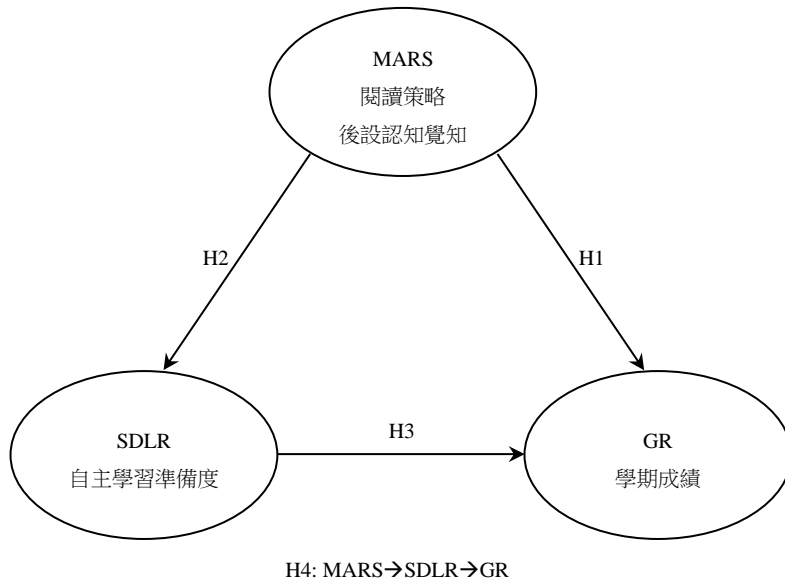 MARS
閱讀策略
後設認知覺知
H2
H1
SDLR
自主學習準備度
H3
GR
學期成績
H4: MARS→SDLR→GR